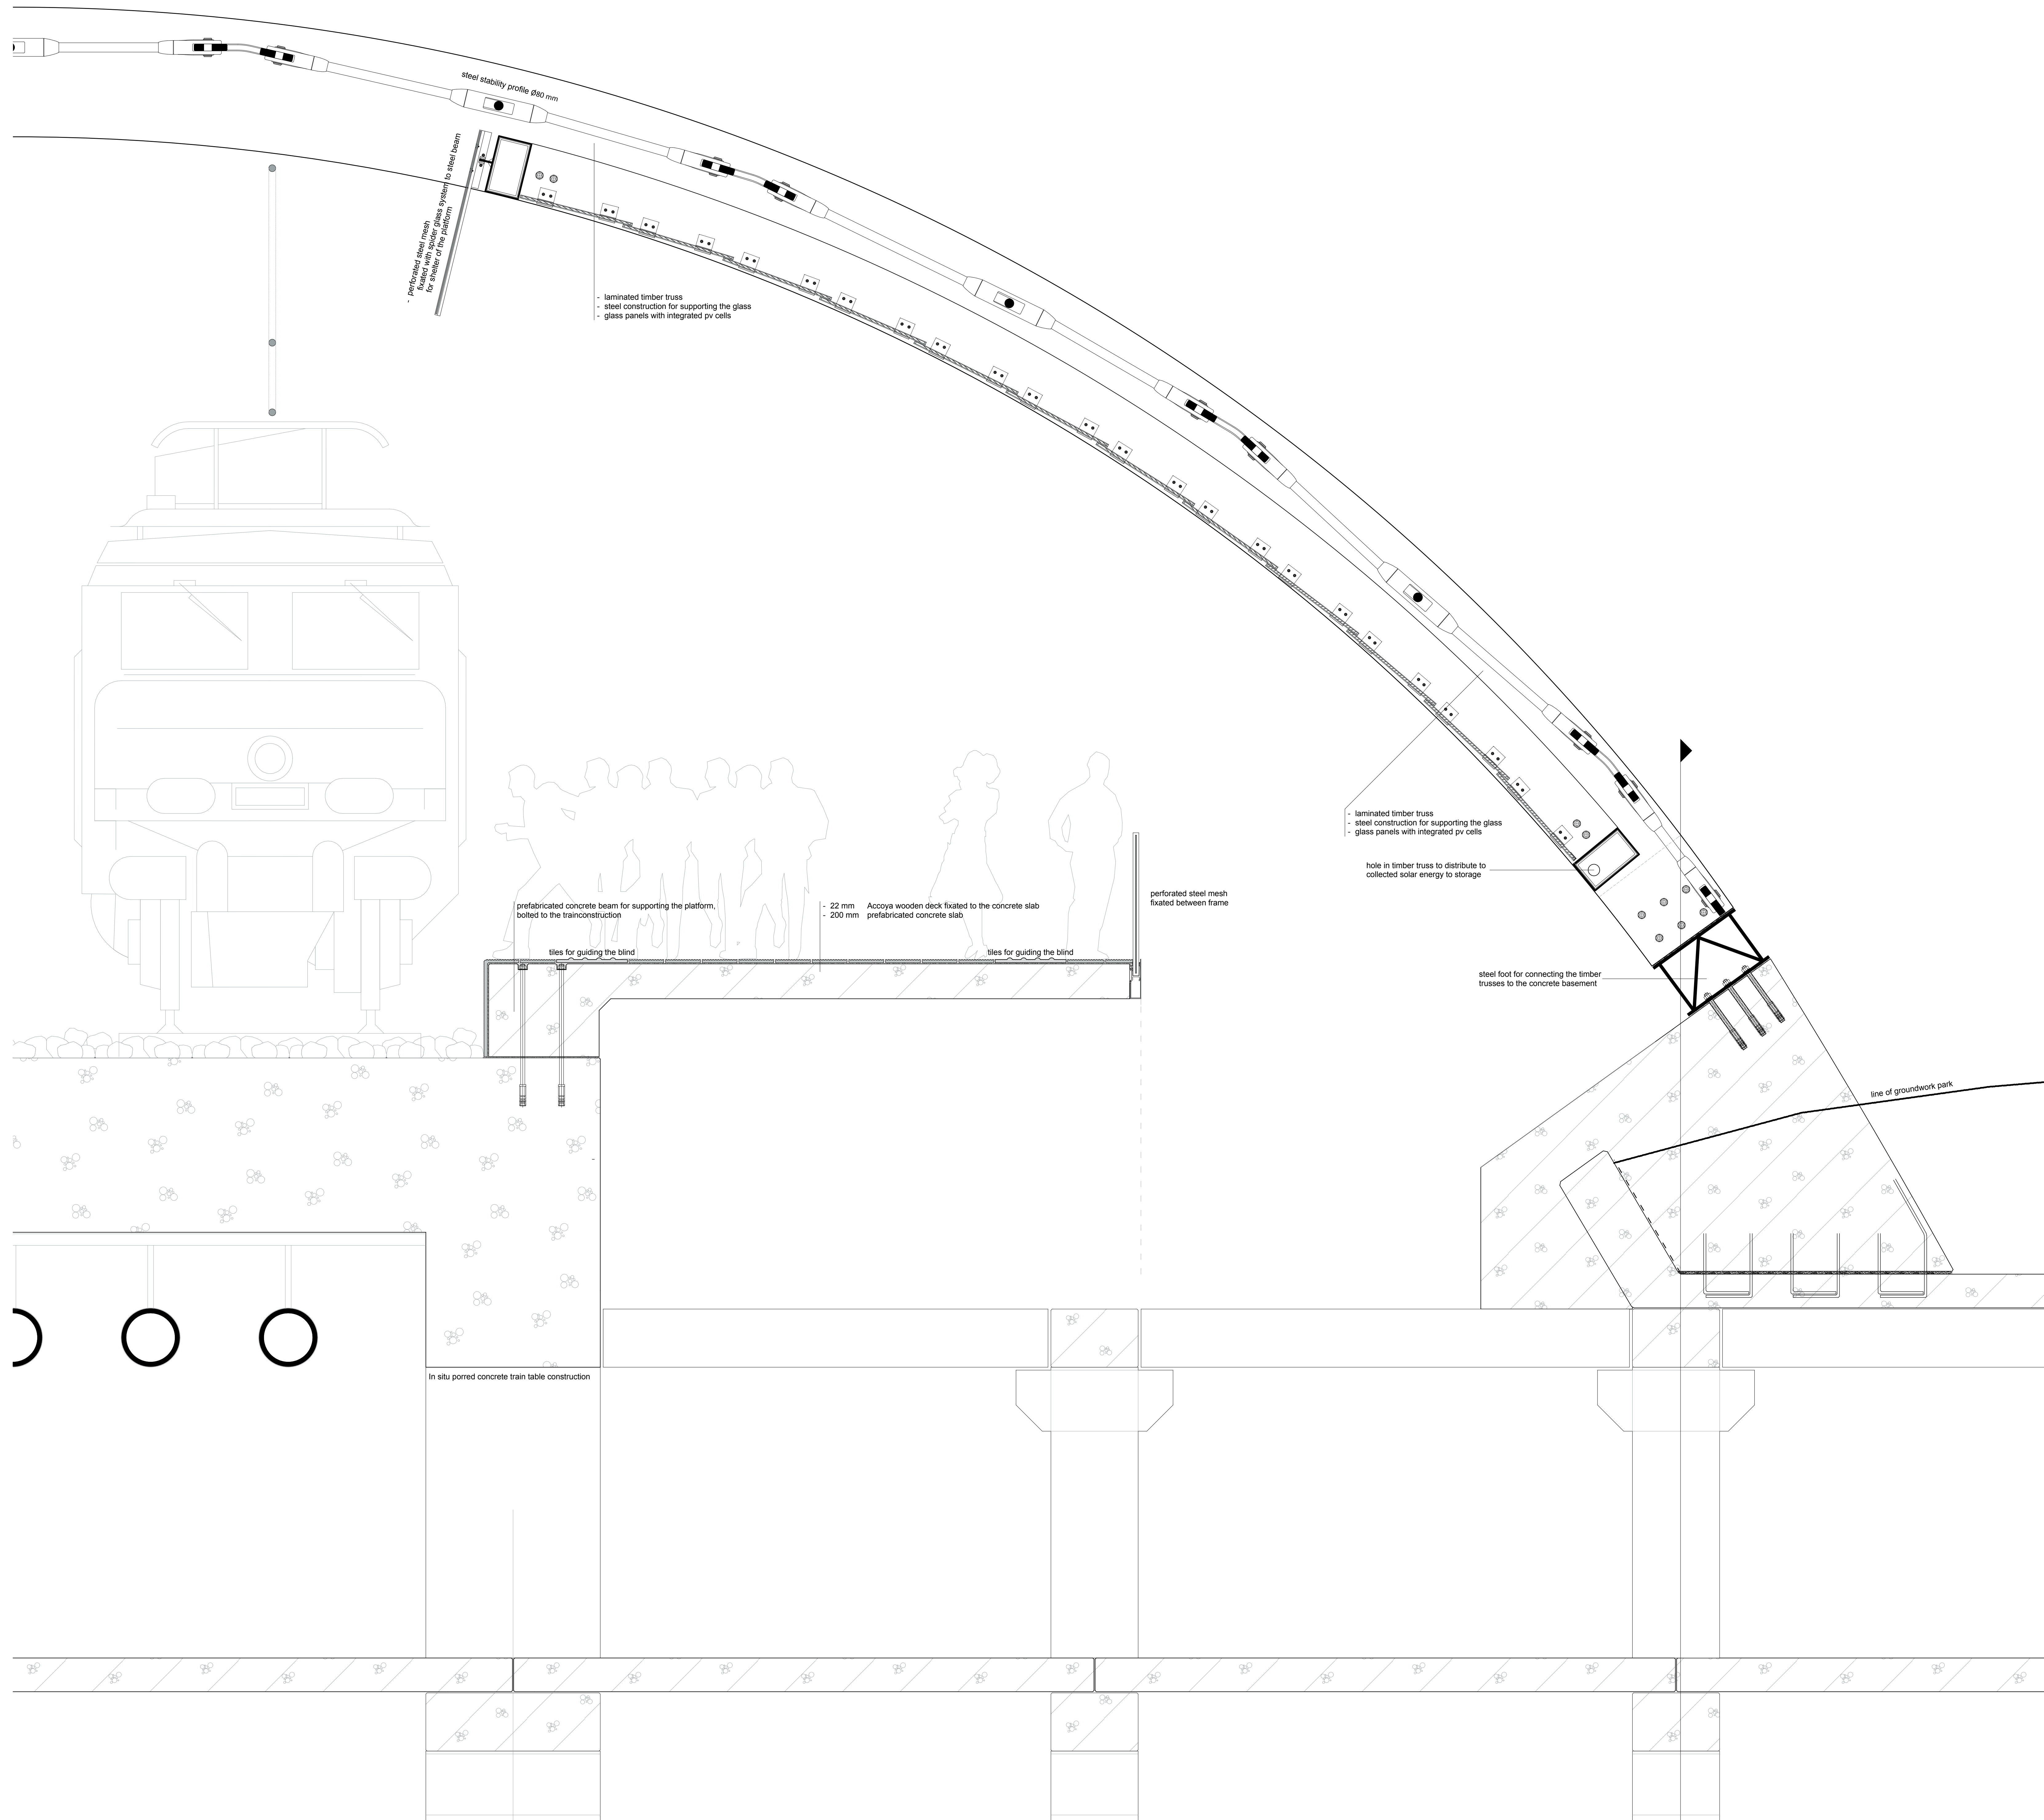 steel stability profile Ø80 mm
- perforated steel mesh
fixated with spider glass system to steel beam
for shelter of the platform
- laminated timber truss
- steel construction for supporting the glass
- glass panels with integrated pv cells
- laminated timber truss
- steel construction for supporting the glass
- glass panels with integrated pv cells
hole in timber truss to distribute to
collected solar energy to storage
perforated steel mesh
fixated between frame
prefabricated concrete beam for supporting the platform,
bolted to the trainconstruction
- 22 mm Accoya wooden deck fixated to the concrete slab
- 200 mm prefabricated concrete slab
tiles for guiding the blind
tiles for guiding the blind
steel foot for connecting the timber
trusses to the concrete basement
line of groundwork park
In situ porred concrete train table construction